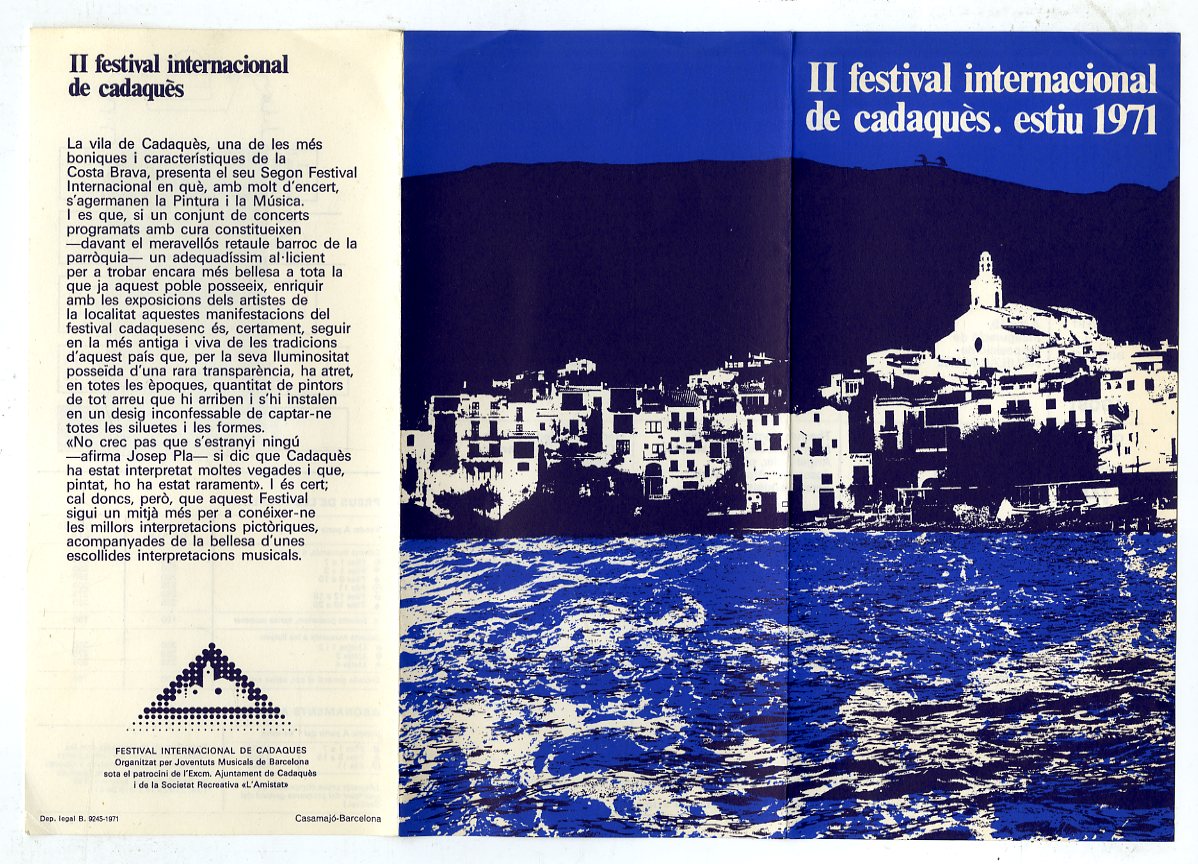 II festival internacional
de cadaquès
La vila de Cadaquès, una de les més
boniques i característiques de la
Costa Brava, presenta el seu Segon Festival
Internacional en què, amb molt d'encert,
s'agermanen la Pintura i la Música.
I es que, si un conjunt de concerts
programats amb cura constitueixen
—davant el meravellós retaule barroc de la
parròquia— un adequadíssim al·licient
per a trobar encara més bellesa a tota la
que ja aquest poble posseeix, enriquir
amb les exposicions dels artistes de
la localitat aquestes manifestacions del
festival cadaquesenc és, certament, seguir
en la més antiga i viva de les tradicions
d'aquest país que, per la seva lluminositat
posseïda d'una rara transparència, ha atret,
en totes les èpoques, quantitat de pintors
de tot arreu que hi arriben i s'hi instalen
en un desig inconfessable de captar-ne
totes les siluetes i les formes.
«No crec pas que s'estranyi ningú
—afirma Josep Pla— si dic que Cadaquès
ha estat interpretat moltes vegades i que,
pintat, ho ha estat rarament». I és cert;
cal doncs, però, que aquest Festival
sigui un mitjà més per a conéixer-ne
les millors interpretacions pictòriques,
acompanyades de la bellesa d'unes
escollides interpretacions musicals.
FESTIVAL INTERNACIONAL DE CADAQUES
Organitzat per Joventuts Musicals de Barcelona
sota el patrocini de l'Excm. Ajuntament de Cadaquès
i de la Societat Recreativa «L'Amistat»
Dep. legal B. 9245-1971
Casamajó-Barcelona
II festival internacional
de cadaquès. estiu 1971